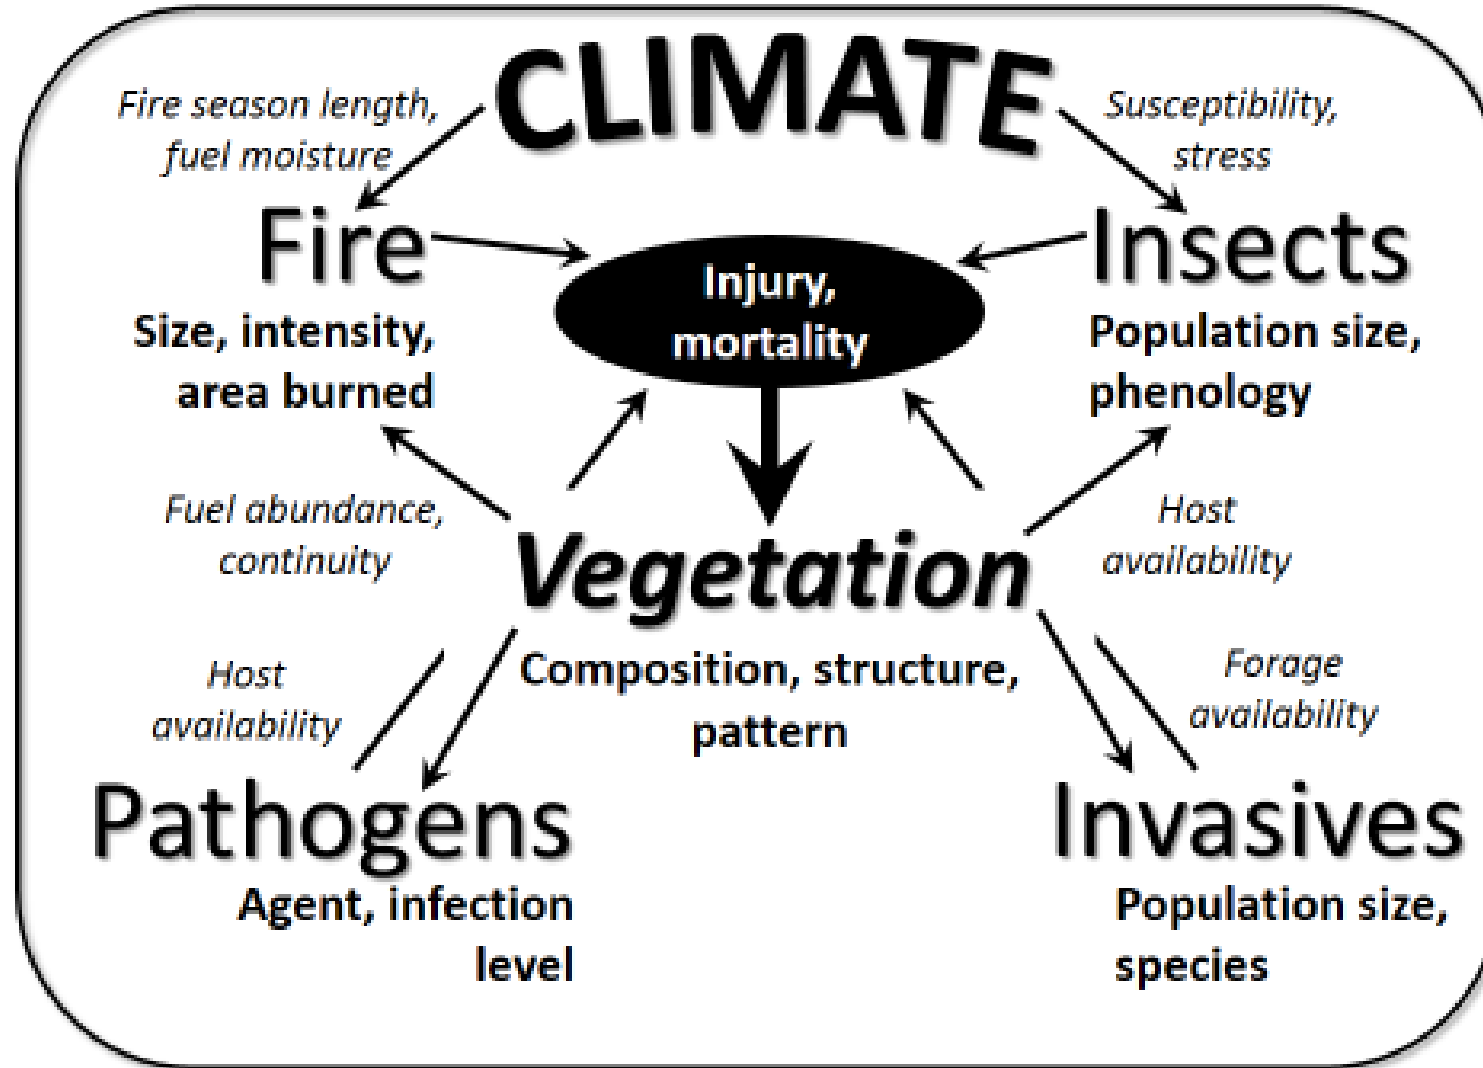 CLIMATE
Fire season length,
fuel moisture
Susceptibility,
stress
Fire
Size, intensity,
area burned
Injury,
mortality
Insects
Population size,
phenology
Fuel abundance,
continuity
Host
availability
Vegetation
Composition, structure,
pattern
Host
availability
Forage
availability
Pathogens
Agent, infection
level
Invasives
Population size,
species